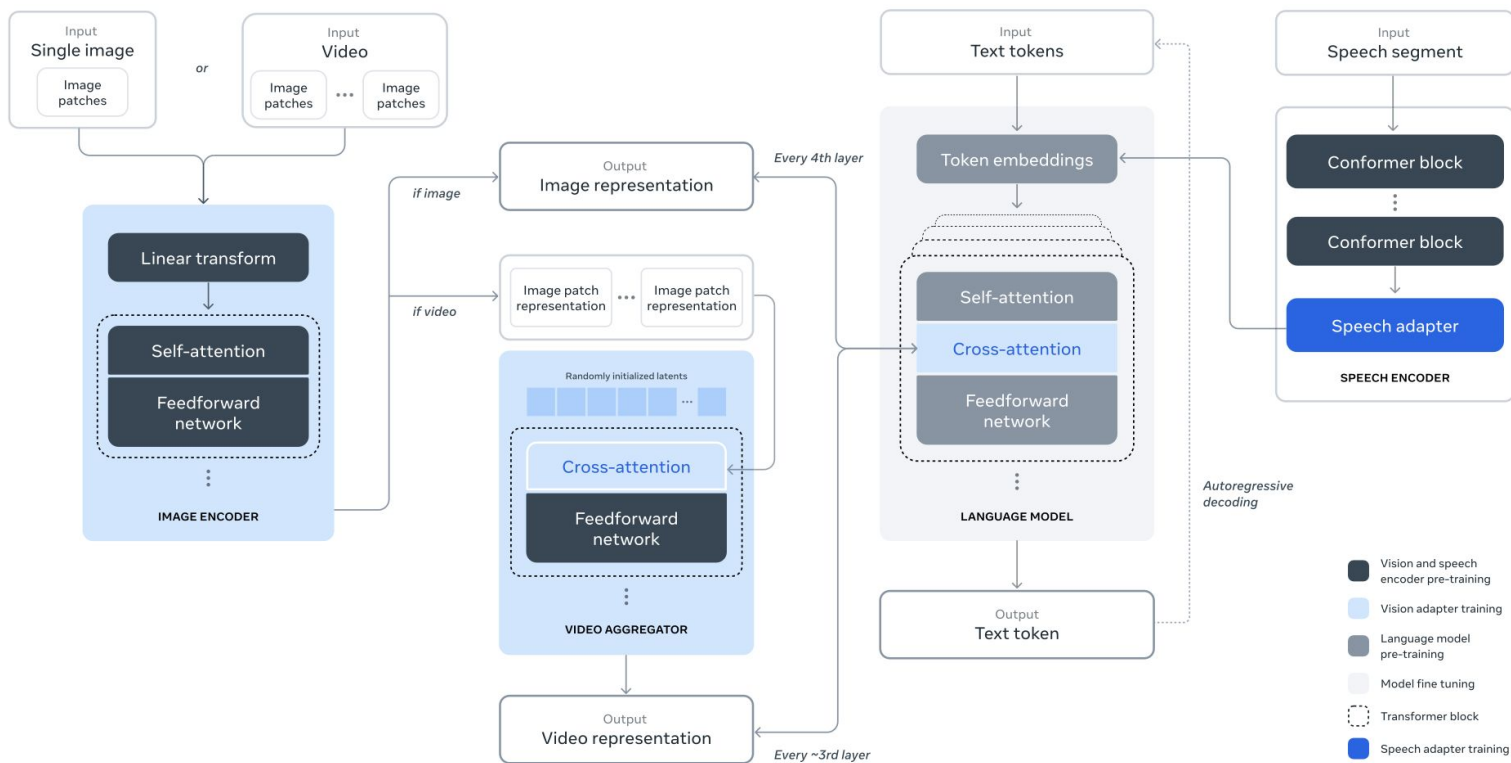 Input
Single image
Image
patches
or
Input
Video
Image
patches
...
Image
patches
Linear transform
Self-attention
Feedforward
network
IMAGE ENCODER
if image
if video
Output
Image representation
Image patch
representation
...
Image patch
representation
Randomly initialized latents
...
Cross-attention
Feedforward
network
VIDEO AGGREGATOR
Output
Video representation
Every 4th layer
Every ~3rd layer
Input
Text tokens
Token embeddings
Self-attention
Cross-attention
Feedforward
network
LANGUAGE MODEL
Output
Text token
Autoregressive
decoding
Input
Speech segment
Conformer block
Conformer block
Speech adapter
SPEECH ENCODER
Vision and speech
encoder pre-training
Vision adapter training
Language model
pre-training
Model fine tuning
Transformer block
Speech adapter training